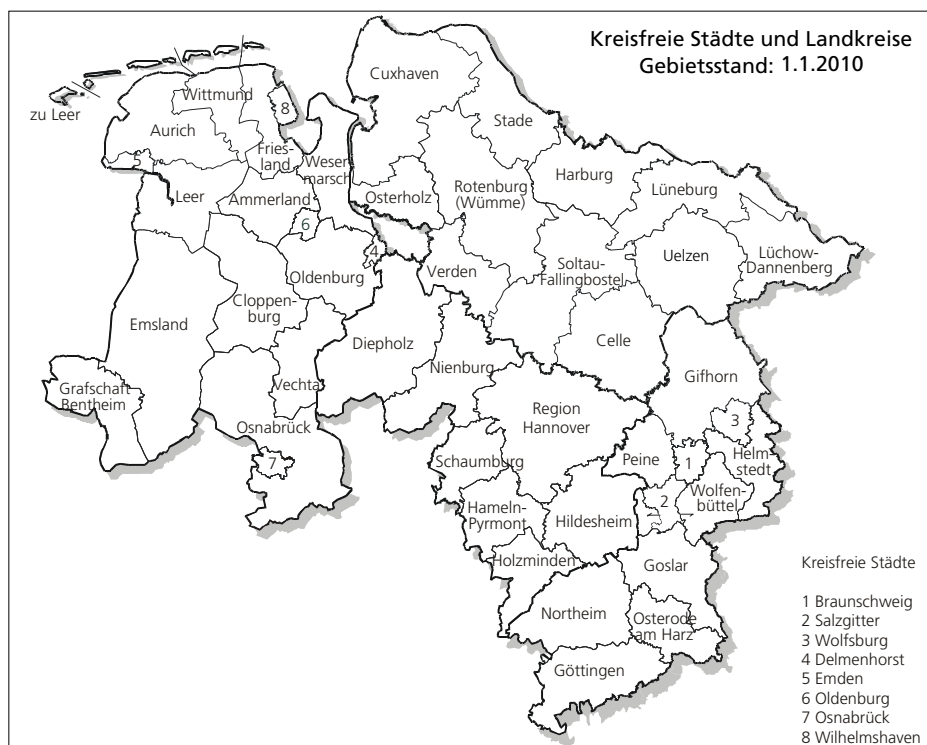 Kreisfreie Städte und Landkreise
Gebietsstand: 1.1.2010
zu Leer
Wittmund
Aurich
8
Fries-
land
Weser-
marsch
5
Leer
Ammerland
6
Cuxhaven
Stade
Osterholz
Rotenburg
(Wümme)
Harburg
Lüneburg
4
Oldenburg
Verden
Soltau-
Fallingbostel
Uelzen
Lüchow-
Dannenberg
Emsland
Cloppen-
burg
Diepholz
Celle
Nienburg
Gifhorn
Grafschaft
Bentheim
Vechta
Osnabrück
7
Region
Hannover
3
Schaumburg
Peine
1
Helm-
stedt
2
Wolfen-
büttel
Hameln-
Pyrmont
Hildesheim
Holzminden
Goslar
Northeim
Osterode
am Harz
Göttingen
Kreisfreie Städte
1 Braunschweig
2 Salzgitter
3 Wolfsburg
4 Delmenhorst
5 Emden
6 Oldenburg
7 Osnabrück
8 Wilhelmshaven